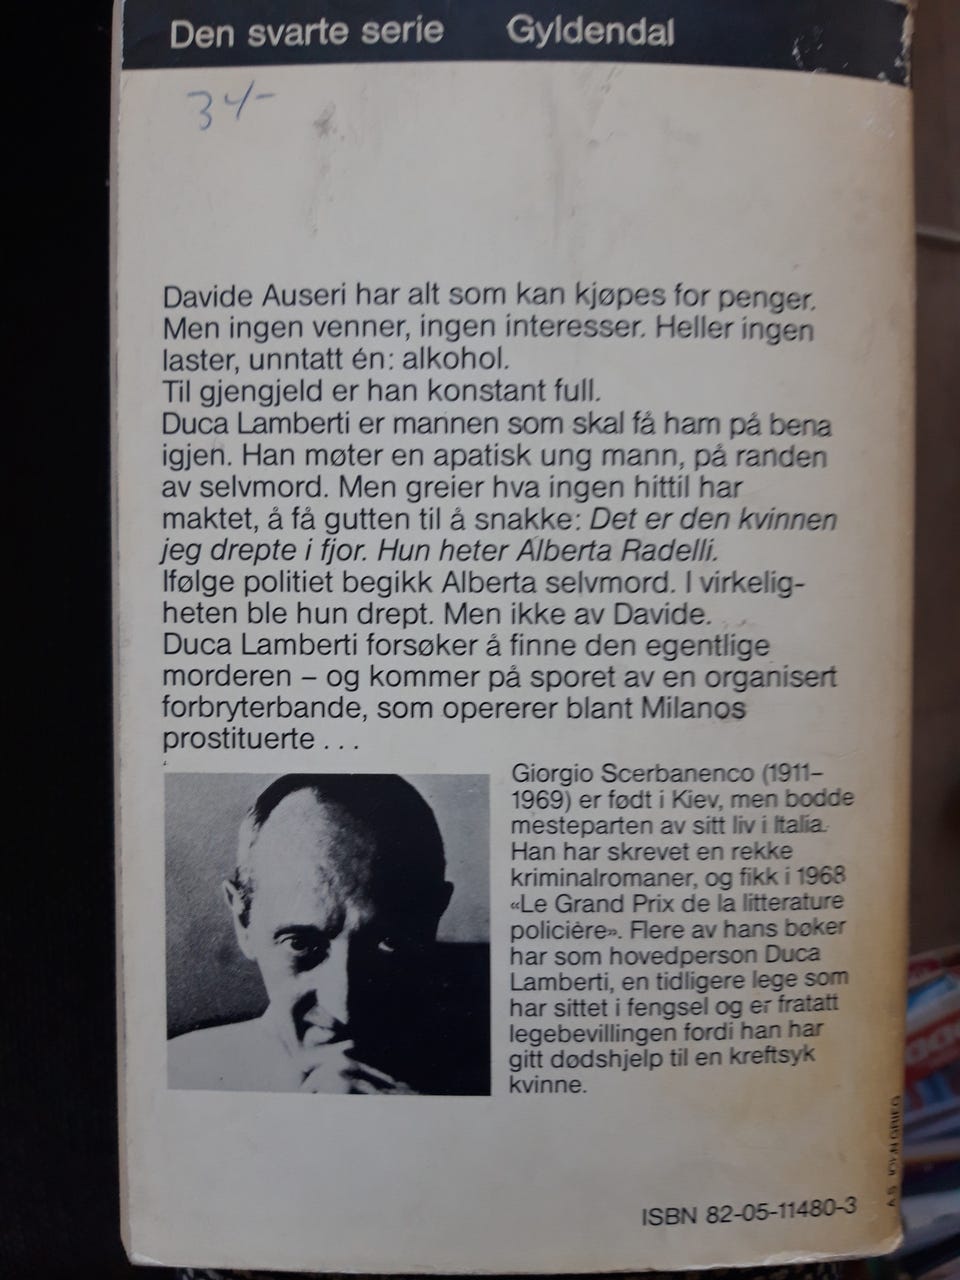 Den svarte serie Gyldendal
34-
Davide Auseri har alt som kan kjøpes for penger.
Men ingen venner, ingen interesser. Heller ingen
laster, unntatt én: alkohol.
Til gjengjeld er han konstant full.
Duca Lamberti er mannen som skal få ham på bena
igjen. Han møter en apatisk ung mann, på randen
av selvmord. Men greier hva ingen hittil har
maktet, å få gutten til å snakke: Det er den kvinnen
jeg drepte i fjor. Hun heter Alberta Radelli.
Ifølge politiet begikk Alberta selvmord. I virkelig-
heten ble hun drept. Men ikke av Davide.
Duca Lamberti forsøker å finne den egentlige
morderen – og kommer på sporet av en organisert
forbryterbande, som opererer blant Milanos
prostituerte . . .
Giorgio Scerbanenco (1911–
1969) er født i Kiev, men bodde
mesteparten av sitt liv i Italia.
Han har skrevet en rekke
kriminalromaner, og fikk i 1968
«Le Grand Prix de la litterature
policière». Flere av hans bøker
har som hovedperson Duca
Lamberti, en tidligere lege som
har sittet i fengsel og er fratatt
legebevillingen fordi han har
gitt dødshjelp til en kreftsyk
kvinne.
A.S JOHN GRIEG
ISBN 82-05-11480-3